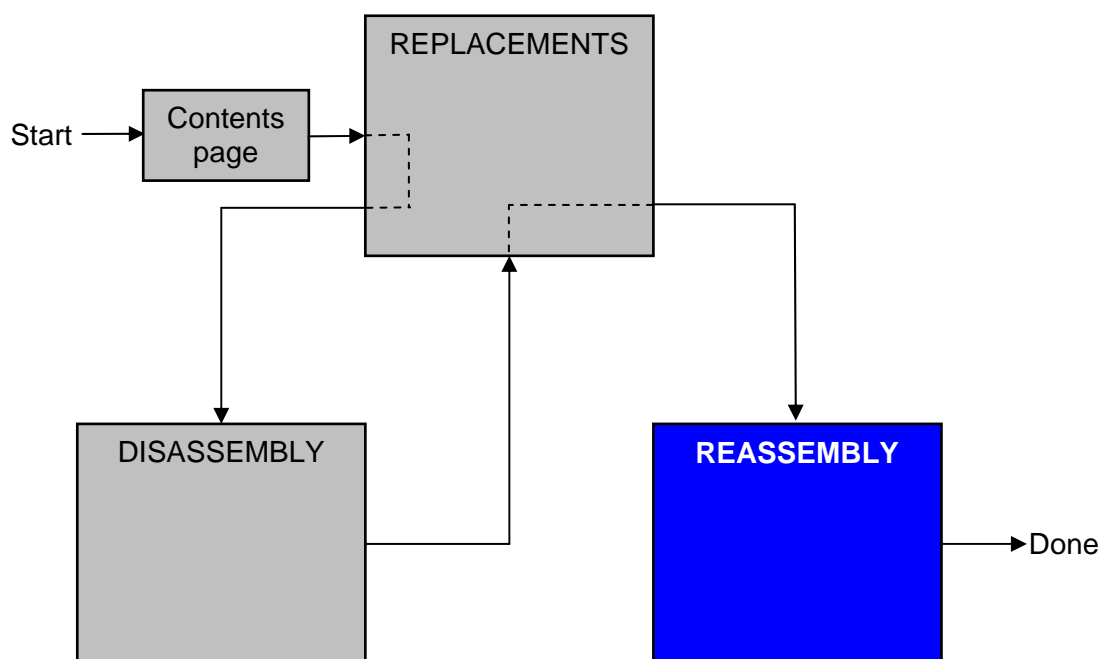 REPLACEMENTS
Start
Contents
page
DISASSEMBLY
REASSEMBLY
Done